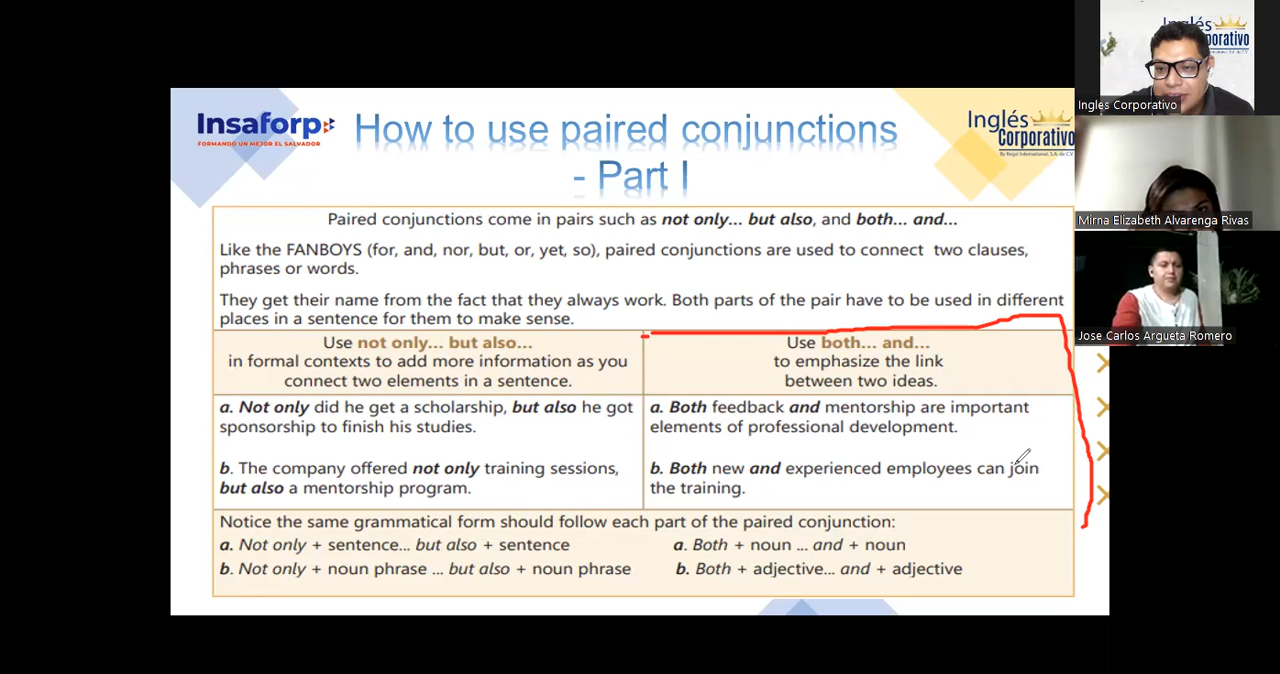 Insaforp
FORMANDO UN MEJOR EL SALVADOR
How to use paired conjunctions
- Part I
Inglés
Corporativo
By Regal International, S.A. de C.V.
Paired conjunctions come in pairs such as not only... but also, and both... and...
Like the FANBOYS (for, and, nor, but, or, yet, so), paired conjunctions are used to connect two clauses,
phrases or words.
They get their name from the fact that they always work. Both parts of the pair have to be used in different
places in a sentence for them to make sense.
Use not only... but also...
in formal contexts to add more information as you
connect two elements in a sentence.
a. Not only did he get a scholarship, but also he got
sponsorship to finish his studies.
b. The company offered not only training sessions,
but also a mentorship program.
Use both... and...
to emphasize the link
between two ideas.
a. Both feedback and mentorship are important
elements of professional development.
b. Both new and experienced employees can join
the training.
Notice the same grammatical form should follow each part of the paired conjunction:
a. Not only + sentence... but also + sentence
b. Not only + noun phrase ... but also + noun phrase
a. Both + noun ... and + noun
b. Both + adjective... and + adjective
Inglés
porativo
Ingles Corporativo
Mirna Elizabeth Alvarenga Rivas
Jose Carlos Argueta Romero